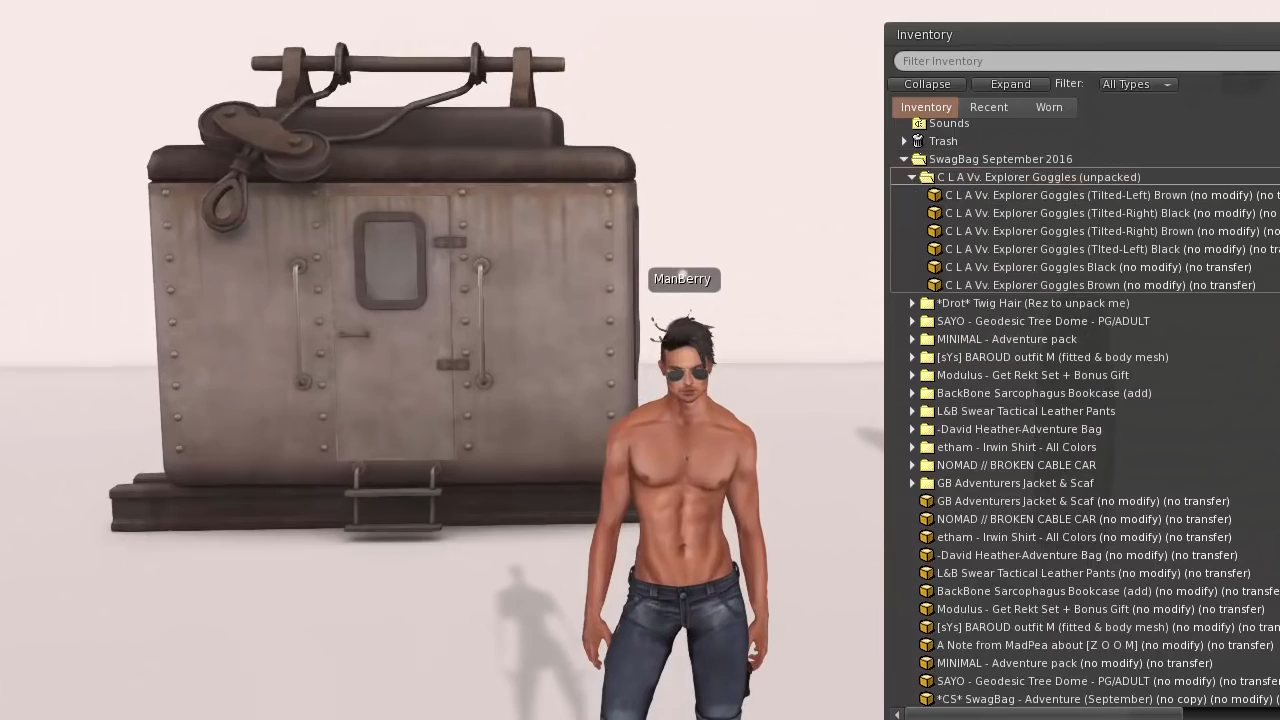 Inventory
Filter Inventory
Collapse Expand Filter: All Types
Inventory Recent Worn
Sounds
Trash
SwagBag September 2016
C L A Vv. Explorer Goggles (unpacked)
C L A Vv. Explorer Goggles (Tilted-Left) Brown (no modify) (no t
C L A Vv. Explorer Goggles (Tilted-Right) Black (no modify) (no
C L A Vv. Explorer Goggles (Tilted-Right) Brown (no modify) (no
C L A Vv. Explorer Goggles (TIted-Left) Black (no modify) (no t
C L A Vv. Explorer Goggles Black (no modify) (no transfer)
C L A Vv. Explorer Goggles Brown (no modify) (no transfer)
*Drot* Twig Hair (Rez to unpack me)
SAYO - Geodesic Tree Dome - PG/ADULT
MINIMAL - Adventure pack
[sYs] BAROUD outfit M (fitted & body mesh)
Modulus - Get Rekt Set + Bonus Gift
BackBone Sarcophagus Bookcase (add)
L&B Swear Tactical Leather Pants
-David Heather-Adventure Bag
etham - Irwin Shirt - All Colors
NOMAD // BROKEN CABLE CAR
GB Adventurers Jacket & Scaf
GB Adventurers Jacket & Scaf (no modify) (no transfer)
NOMAD // BROKEN CABLE CAR (no modify) (no transfer)
etham - Irwin Shirt - All Colors (no modify) (no transfer)
-David Heather-Adventure Bag (no modify) (no transfer)
L&B Swear Tactical Leather Pants (no modify) (no transfer)
BackBone Sarcophagus Bookcase (add) (no modify) (no transfe
Modulus - Get Rekt Set + Bonus Gift (no modify) (no transfer)
[sYs] BAROUD outfit M (fitted & body mesh) (no modify) (no tran
A Note from MadPea about [Z O O M] (no modify) (no transfer)
MINIMAL - Adventure pack (no modify) (no transfer)
SAYO - Geodesic Tree Dome - PG/ADULT (no modify) (no transfer)
*CS* SwagBag - Adventure (September) (no copy) (no modify) (
ManBerry